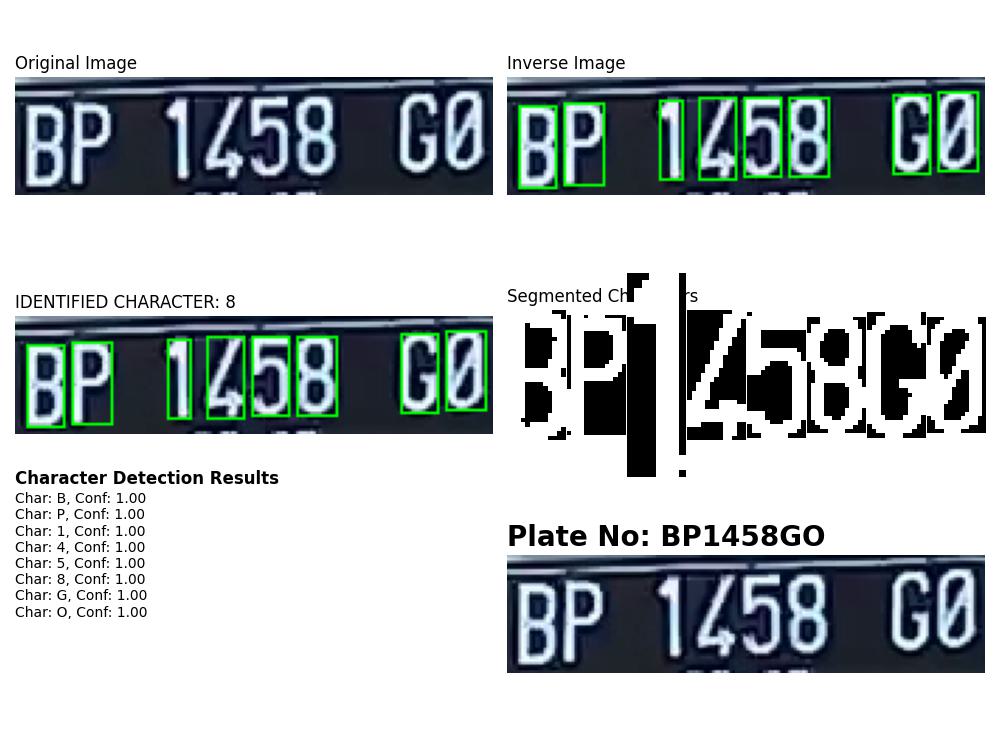 Original Image
BP 1458 G0
Inverse Image
BP 1458 G0
IDENTIFIED CHARACTER: 8
BP 1458 G0
Segmented
BP1458G0
Character Detection Results
Char: B, Conf: 1.00
Char: P, Conf: 1.00
Char: 1, Conf: 1.00
Char: 4, Conf: 1.00
Char: 5, Conf: 1.00
Char: 8, Conf: 1.00
Char: G, Conf: 1.00
Char: O, Conf: 1.00
Plate No: BP1458GO
BP 1458 G0